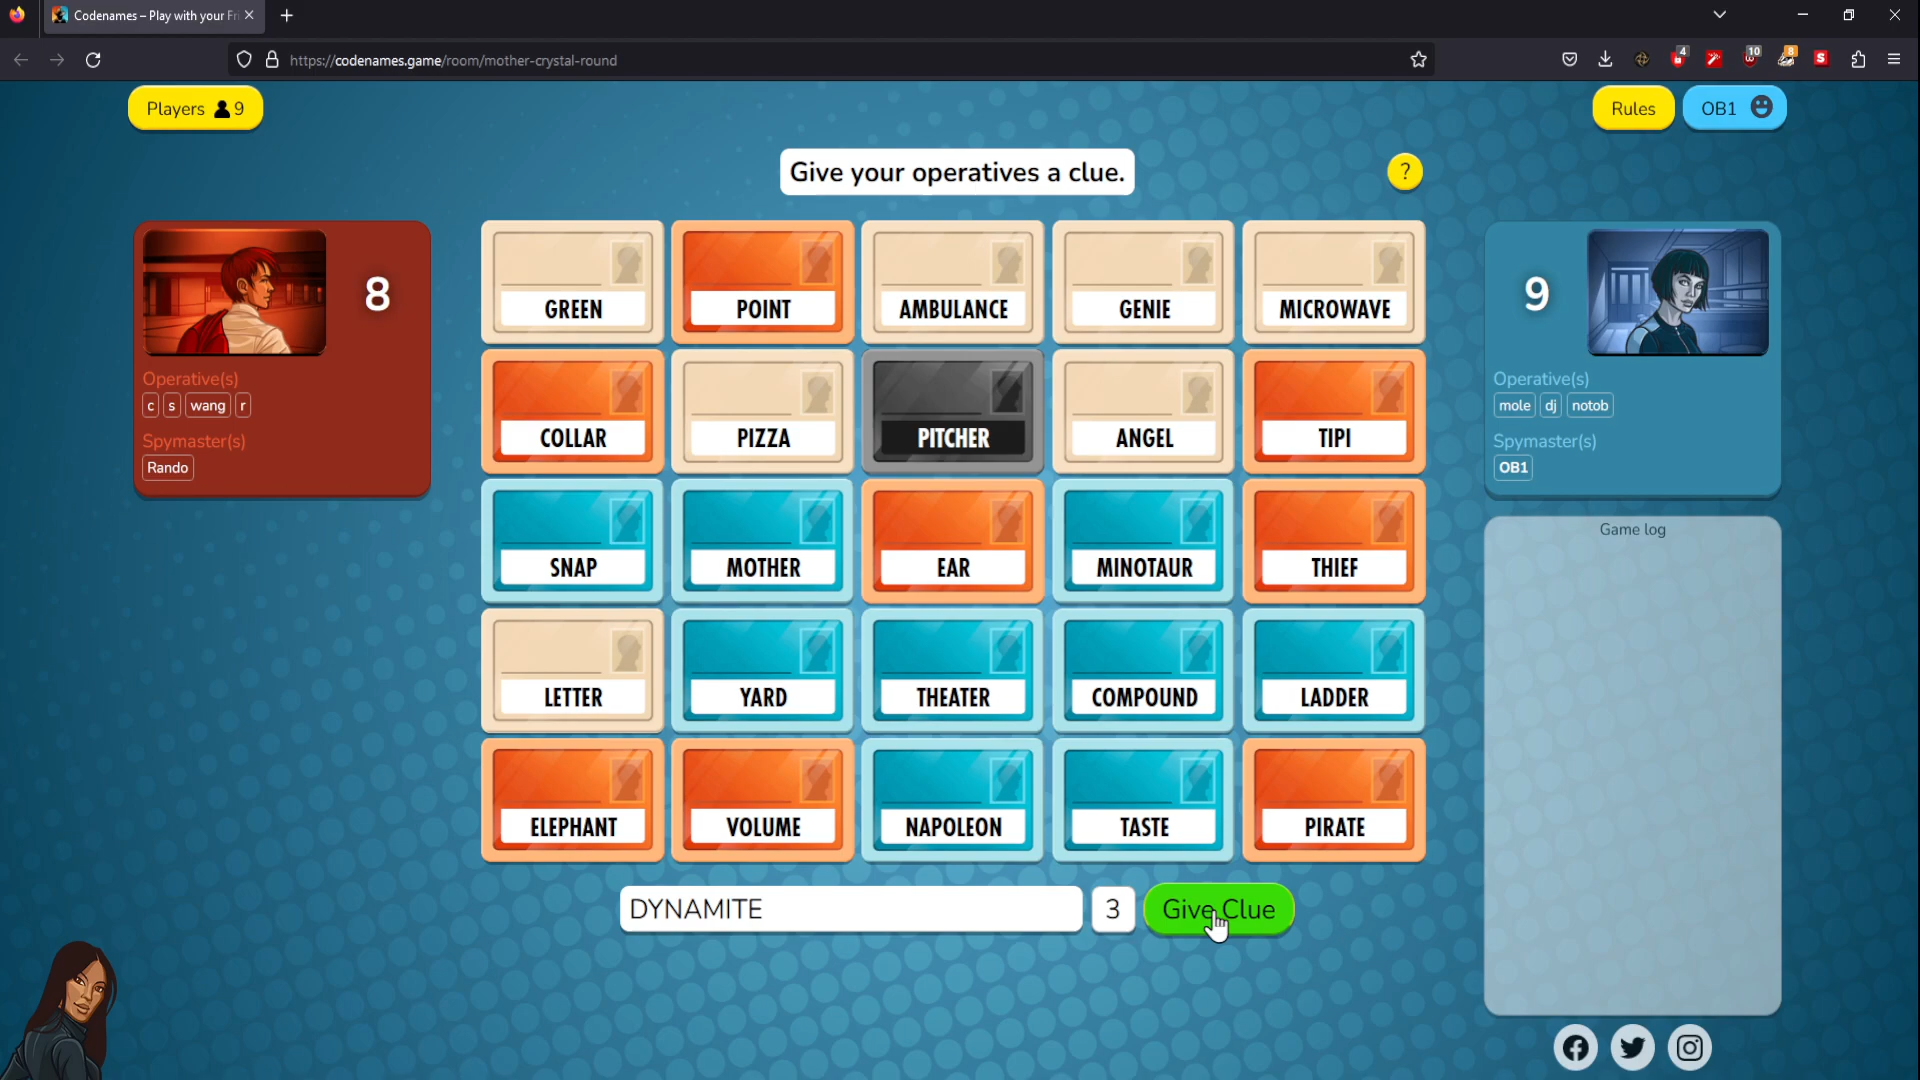 Codenames – Play with your Fr
https://codenames.game/room/mother-crystal-round
4
10
8
S
Players 9
Rules
OB1
Give your operatives a clue.
?
8
Operative(s)
c s wang r
Spymaster(s)
Rando
GREEN
POINT
AMBULANCE
GENIE
MICROWAVE
COLLAR
PIZZA
PITCHER
ANGEL
TIPI
SNAP
MOTHER
EAR
MINOTAUR
THIEF
LETTER
YARD
THEATER
COMPOUND
LADDER
ELEPHANT
VOLUME
NAPOLEON
TASTE
PIRATE
DYNAMITE
3
Give Clue
9
Operative(s)
mole dj notob
Spymaster(s)
OB1
Game log